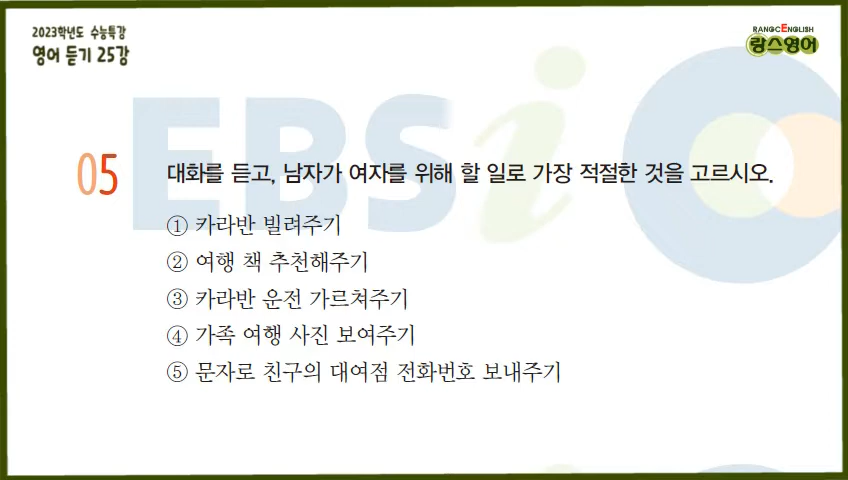 2023학년도 수능특강
영어 듣기 25강
RANGCENGLISH
랑스영어
EBSi
05
대화를 듣고, 남자가 여자를 위해 할 일로 가장 적절한 것을 고르시오.
① 카라반 빌려주기
② 여행 책 추천해주기
③ 카라반 운전 가르쳐주기
④ 가족 여행 사진 보여주기
⑤ 문자로 친구의 대여점 전화번호 보내주기